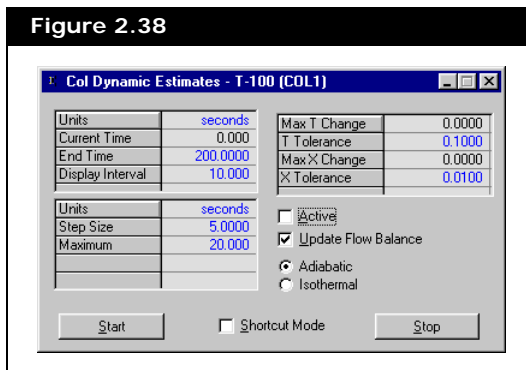 Figure 2.38
Col Dynamic Estimates - T-100 (COL1)
Units seconds
Current Time 0.000
End Time 200.0000
Display Interval 10.000
Units seconds
Step Size 5.0000
Maximum 20.000
Max T Change 0.0000
T Tolerance 0.1000
Max X Change 0.0000
X Tolerance 0.0100
Active
Update Flow Balance
Adiabatic
Isothermal
Start
Shortcut Mode
Stop